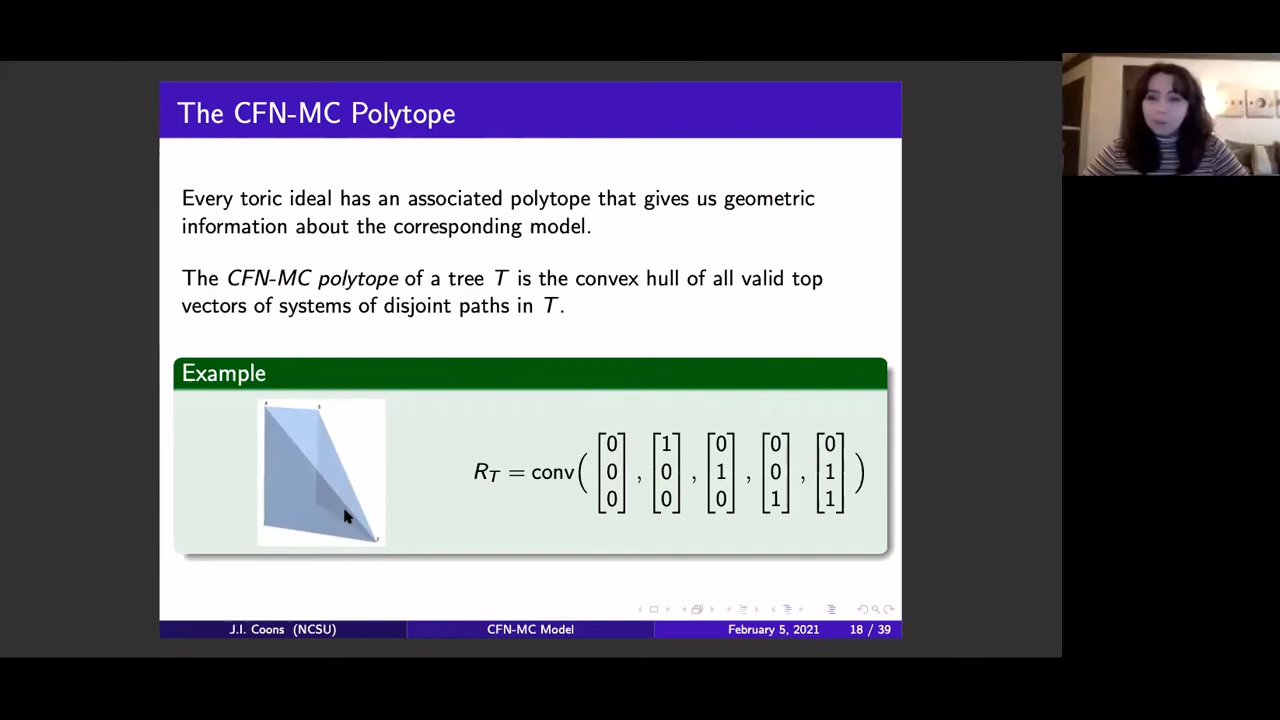 The CFN-MC Polytope
Every toric ideal has an associated polytope that gives us geometric
information about the corresponding model.
The CFN-MC polytope of a tree T is the convex hull of all valid top
vectors of systems of disjoint paths in T.
Example
R_T = conv( [0 0 0], [1 0 0], [0 1 0], [0 0 1], [0 1 1] )
J.I. Coons (NCSU)
CFN-MC Model
February 5, 2021
18 / 39